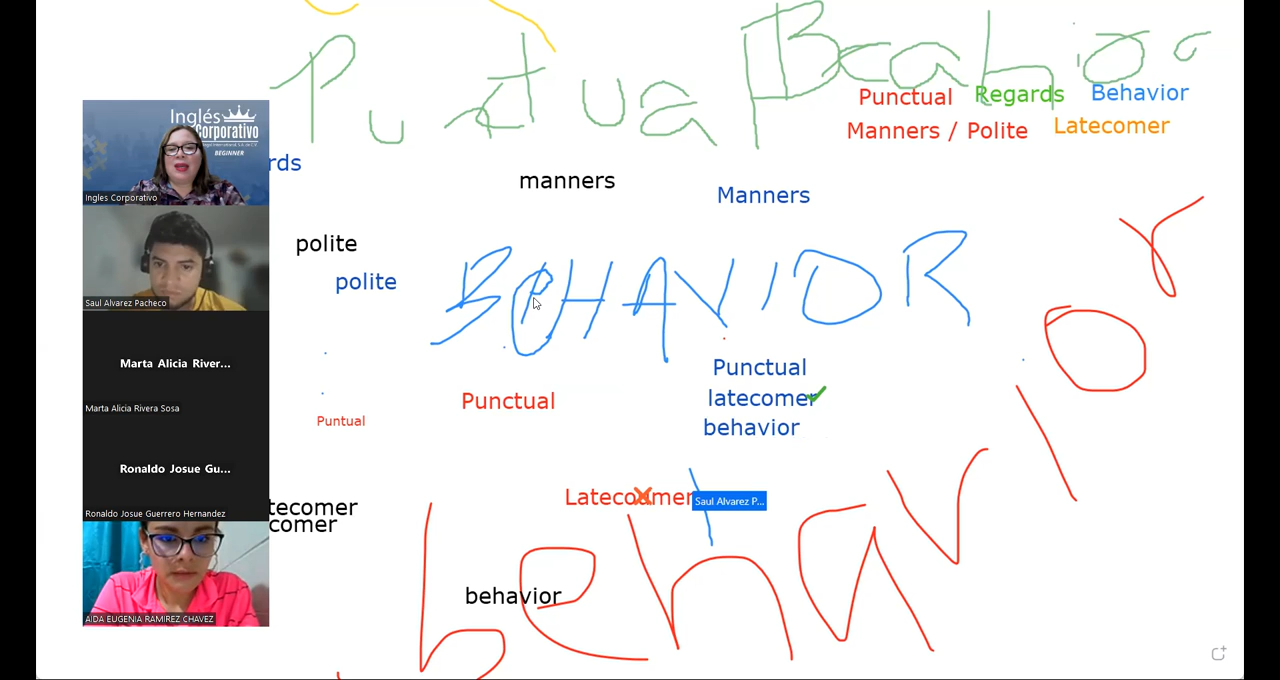 Puntual
Beahior
Punctual Regards Behavior
Manners / Polite Latecomer
Inglés
Corporativo
BEGINNER
Ingles Corporativo
rds
manners
Manners
polite
polite
BEHAVIOR
Saul Alvarez Pacheco
Marta Alicia River...
Marta Alicia Rivera Sosa
Puntual
Punctual
Punctual
latecomer
behavior
Ronaldo Josue Gu...
Ronaldo Josue Guerrero Hernandez
tecomer
comer
Saul Alvarez P...
behavior
behavior
AIDA EUGENIA RAMIREZ CHAVEZ